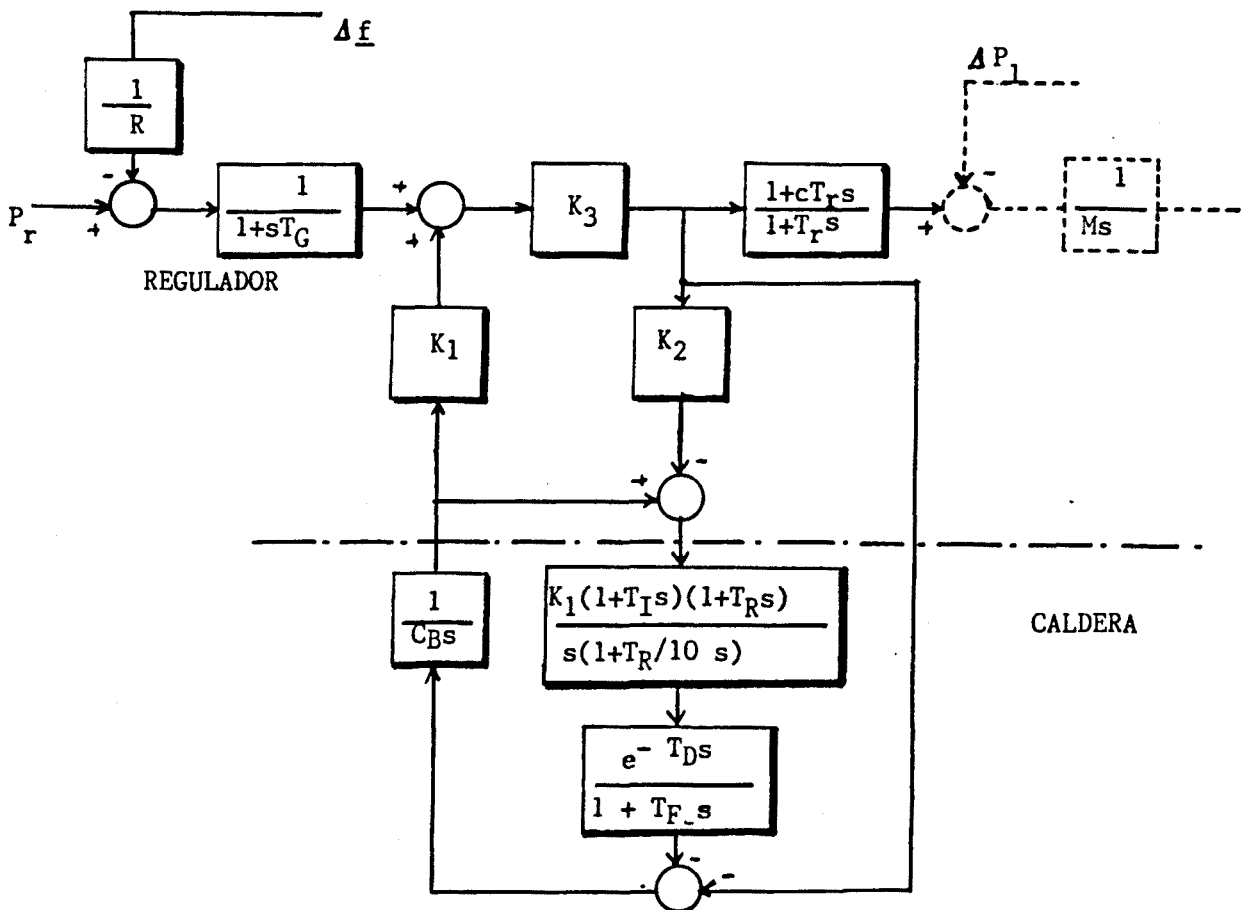 Δf
1
R
ΔP1
Pr
1
1+sTG
K3
1+cTrs
1+Trs
1
Ms
REGULADOR
K1
K2
1
CBs
K1(1+TIs)(1+TRs)
s(1+TR/10 s)
CALDERA
e- TDs
1 + TF-s